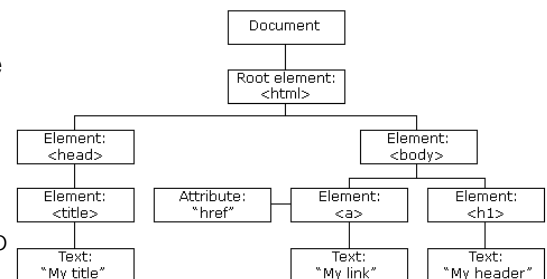 Document
Root element:
<html>
Element:
<head>
Element:
<body>
Element:
<title>
Attribute:
"href"
Element:
<a>
Element:
<h1>
Text:
"My title"
Text:
"My link"
Text:
"My header"